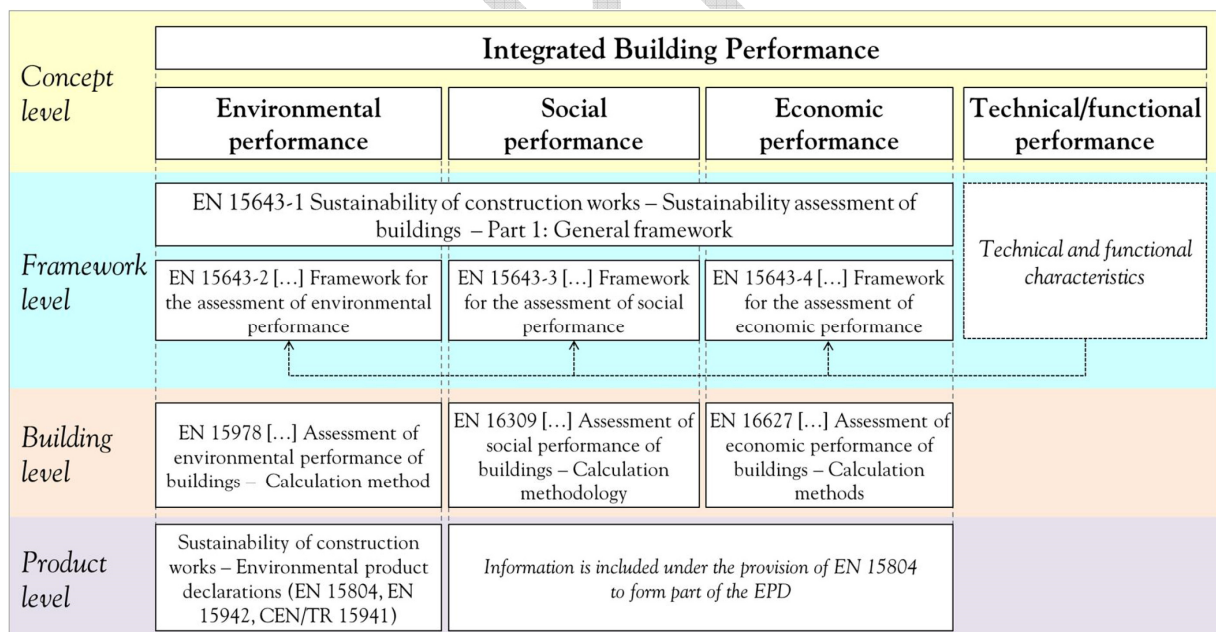 Integrated Building Performance
Concept
level
Environmental
performance
Social
performance
Economic
performance
Technical/functional
performance
Framework
level
EN 15643-1 Sustainability of construction works – Sustainability assessment of
buildings – Part 1: General framework
EN 15643-2 […] Framework for
the assessment of environmental
performance
EN 15643-3 […] Framework
for the assessment of social
performance
EN 15643-4 […] Framework
for the assessment of
economic performance
Technical and functional
characteristics
Building
level
EN 15978 […] Assessment of
environmental performance of
buildings – Calculation method
EN 16309 […] Assessment of
social performance of
buildings – Calculation
methodology
EN 16627 […] Assessment of
economic performance of
buildings – Calculation
methods
Product
level
Sustainability of construction
works – Environmental product
declarations (EN 15804, EN
15942, CEN/TR 15941)
Information is included under the provision of EN 15804
to form part of the EPD